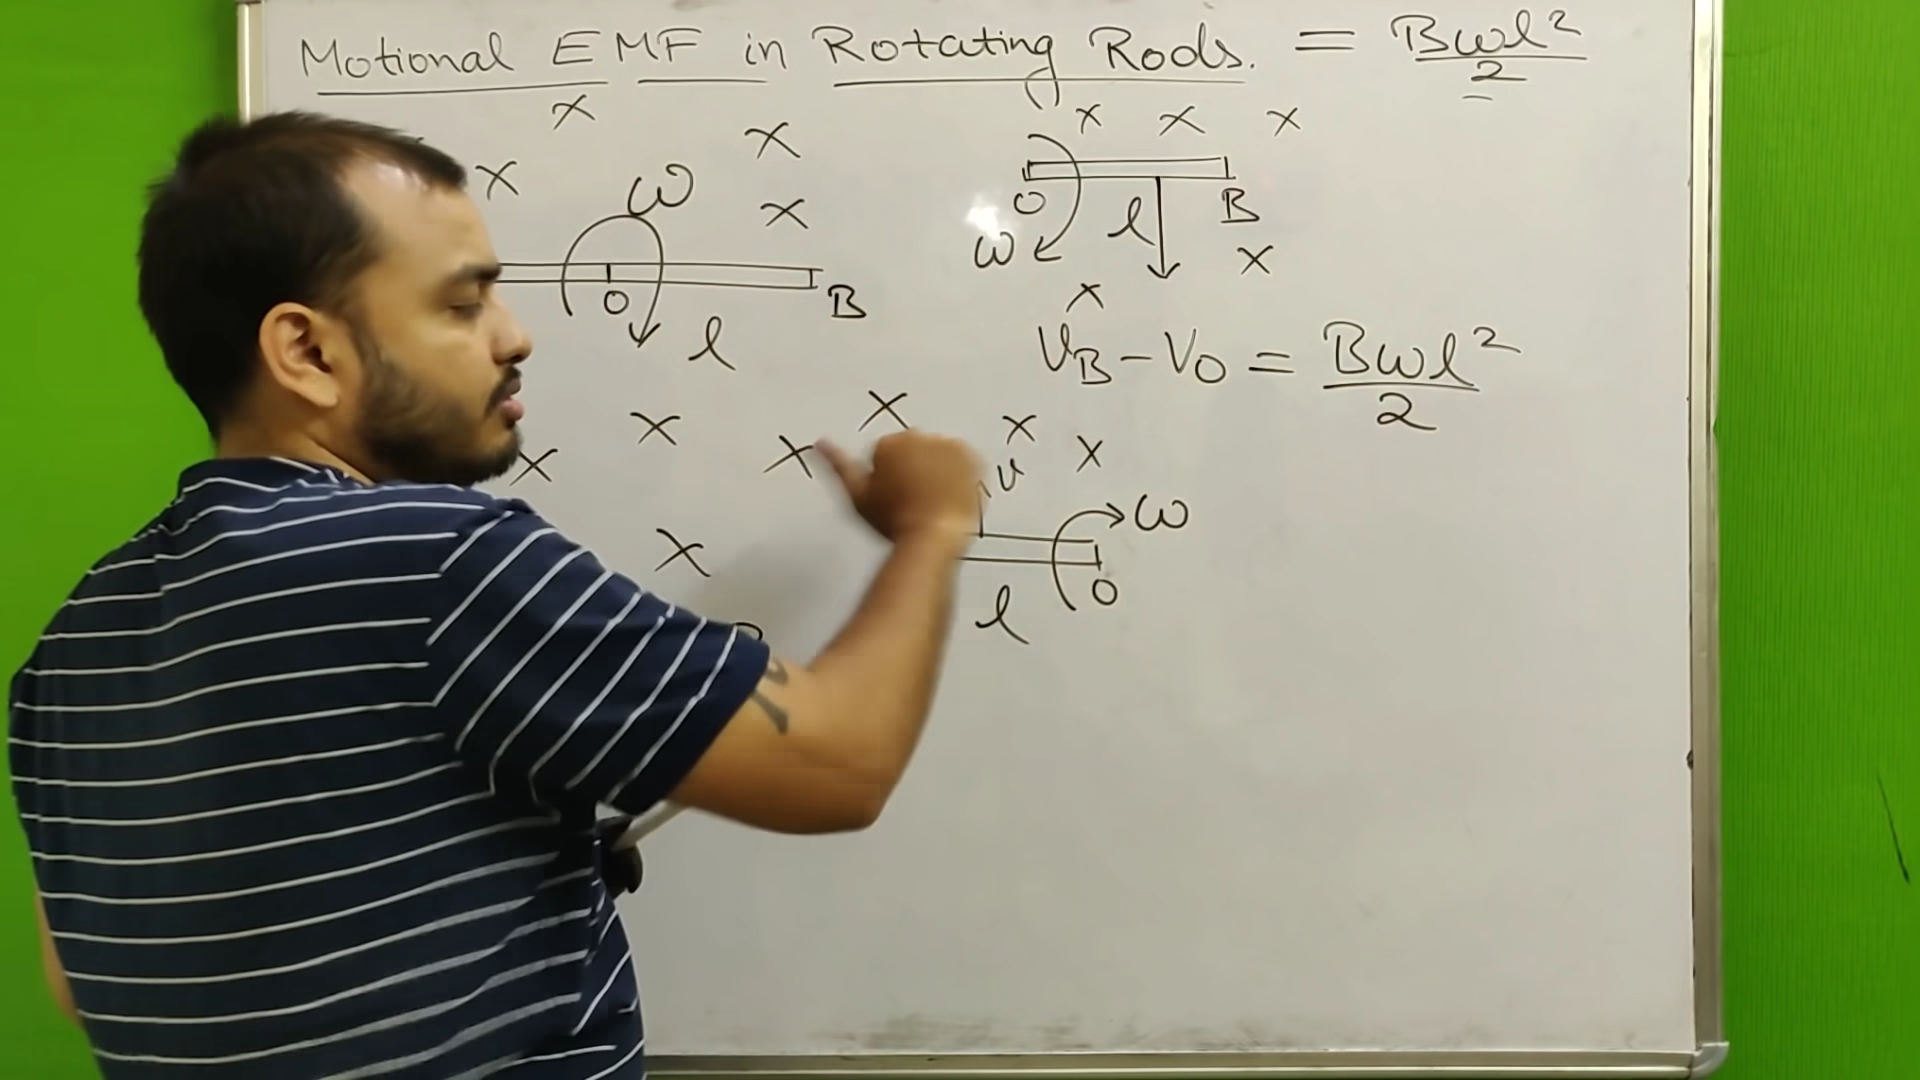 Motional EMF in Rotating Rods. = Bωl²/2
x x x x
x x
x ω
x
O B
l
O l B
ω x
x
V_B - V_O = Bωl²/2
x x x x
x x v
x ω
l O